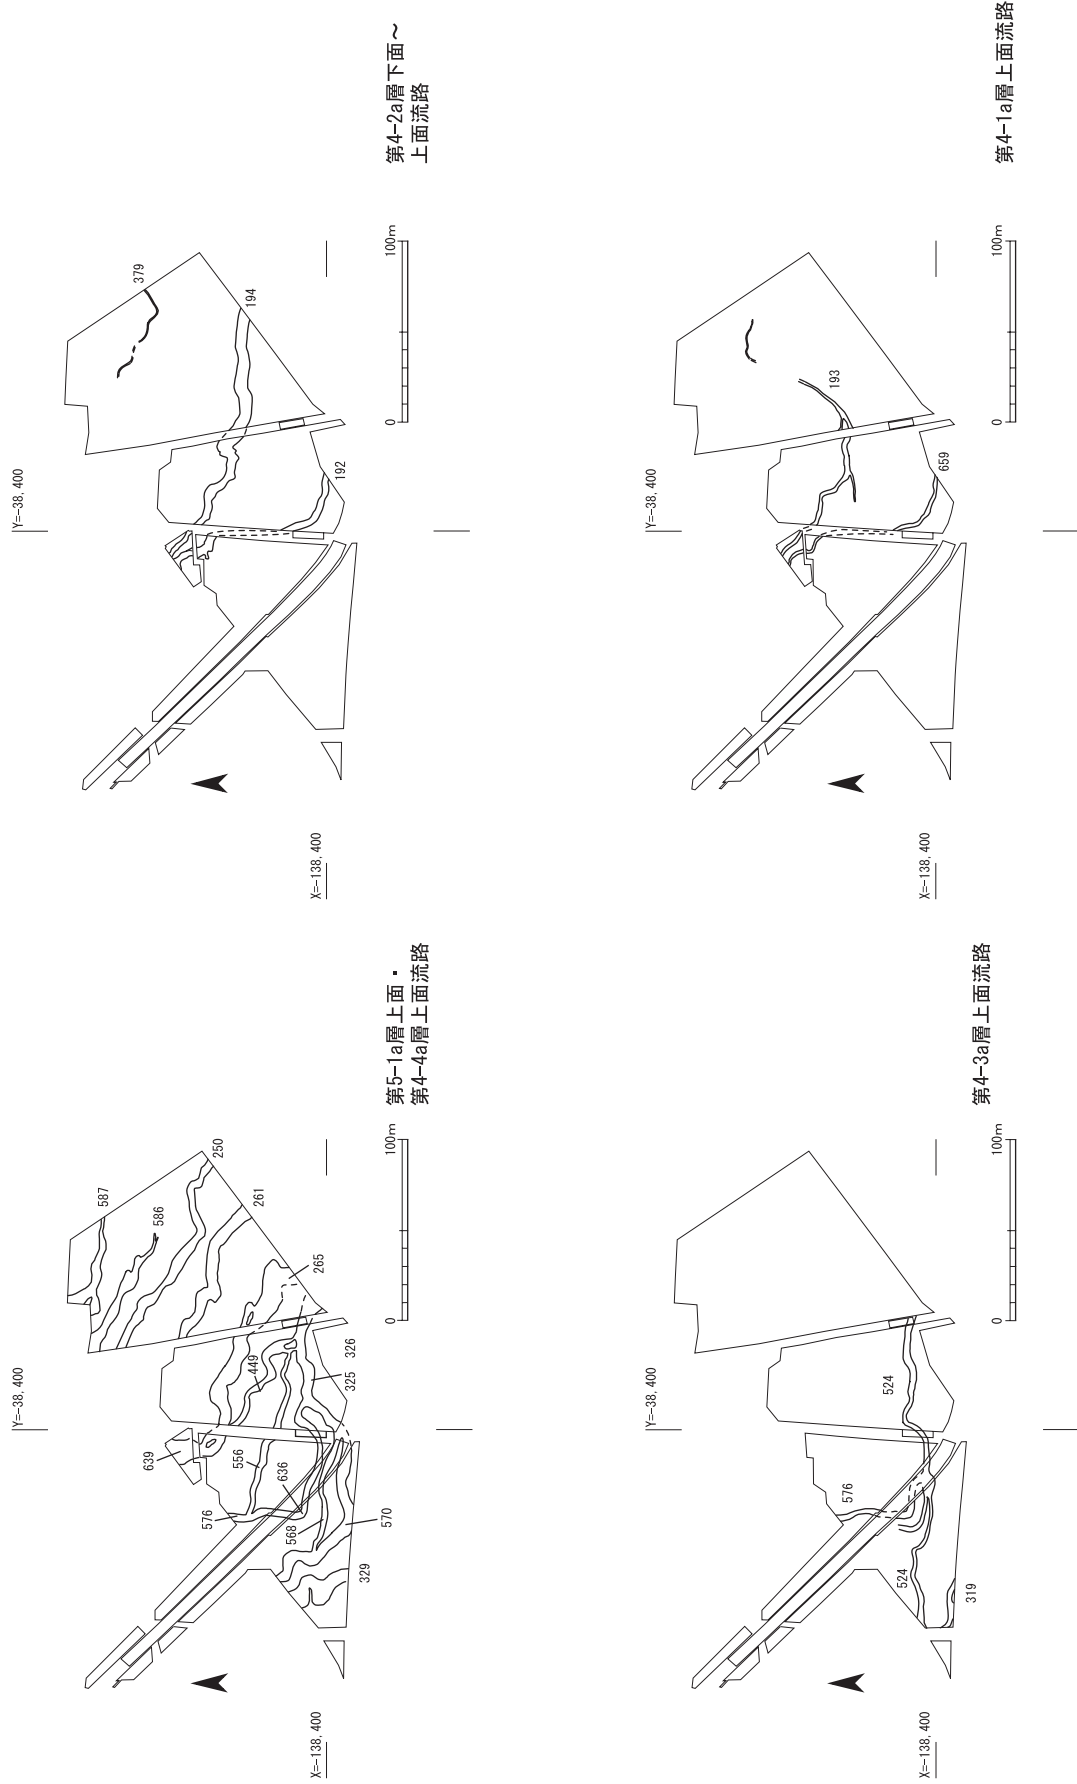 第5-1a層上面・
第4-4a層上面流路
Y=-38,400
X=-138,400
0
100m
587
586
250
261
265
326
325
449
639
556
636
576
568
570
329
第4-2a層下面～
上面流路
Y=-38,400
X=-138,400
0
100m
379
194
192
第4-3a層上面流路
Y=-38,400
X=-138,400
0
100m
524
576
524
319
第4-1a層上面流路
Y=-38,400
X=-138,400
0
100m
193
659